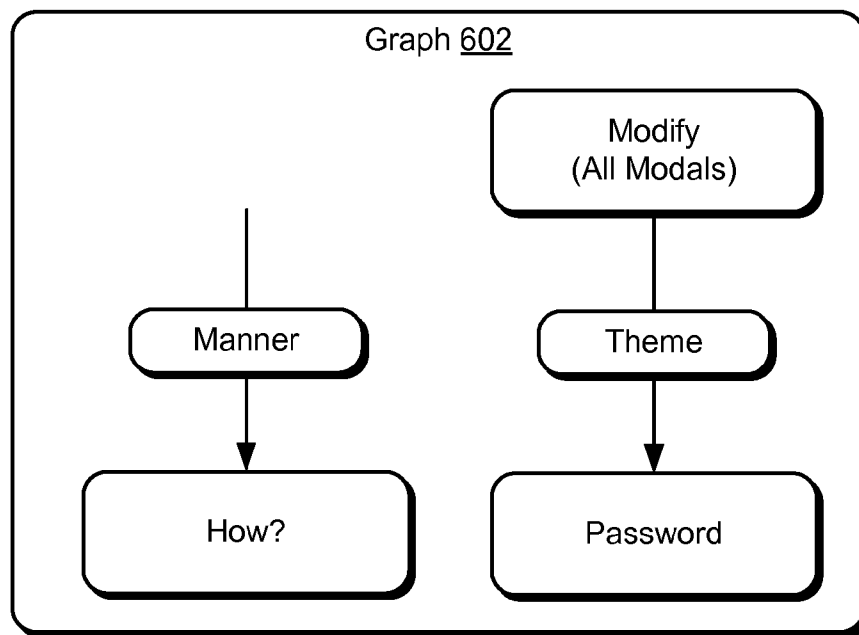 Graph 602
Modify
(All Modals)
Manner
Theme
How?
Password